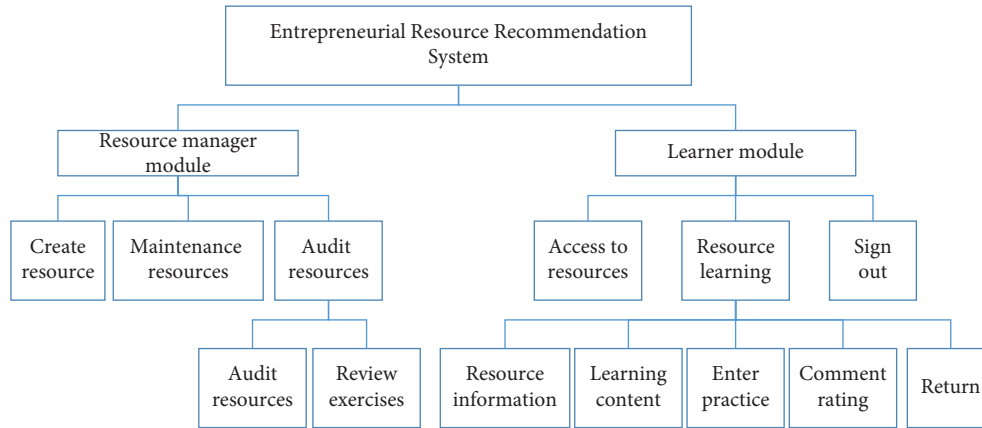 Entrepreneurial Resource Recommendation
System
Resource manager
module
Learner module
Create
resource
Maintenance
resources
Audit
resources
Access to
resources
Resource
learning
Sign
out
Audit
resources
Review
exercises
Resource
information
Learning
content
Enter
practice
Comment
rating
Return